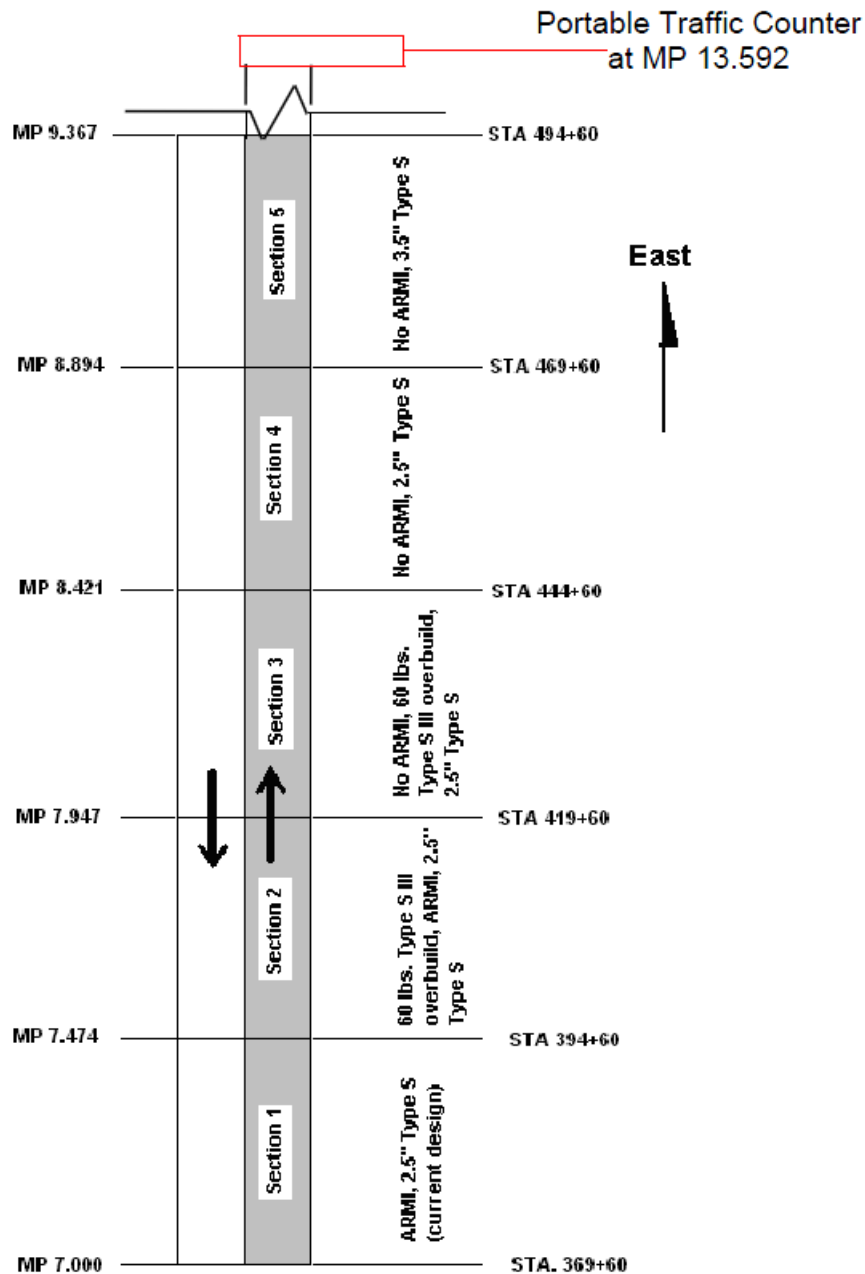 Portable Traffic Counter
at MP 13.592
MP 9.367
STA 494+60
Section 5
No ARMI, 3.5" Type S
East
MP 8.894
STA 469+60
Section 4
No ARMI, 2.5" Type S
MP 8.421
STA 444+60
Section 3
No ARMI, 60 lbs.
Type S III overbuild,
2.5" Type S
MP 7.947
STA 419+60
Section 2
60 lbs. Type S III
overbuild, ARMI, 2.5"
Type S
MP 7.474
STA 394+60
Section 1
ARMI, 2.5" Type S
(current design)
MP 7.000
STA. 369+60